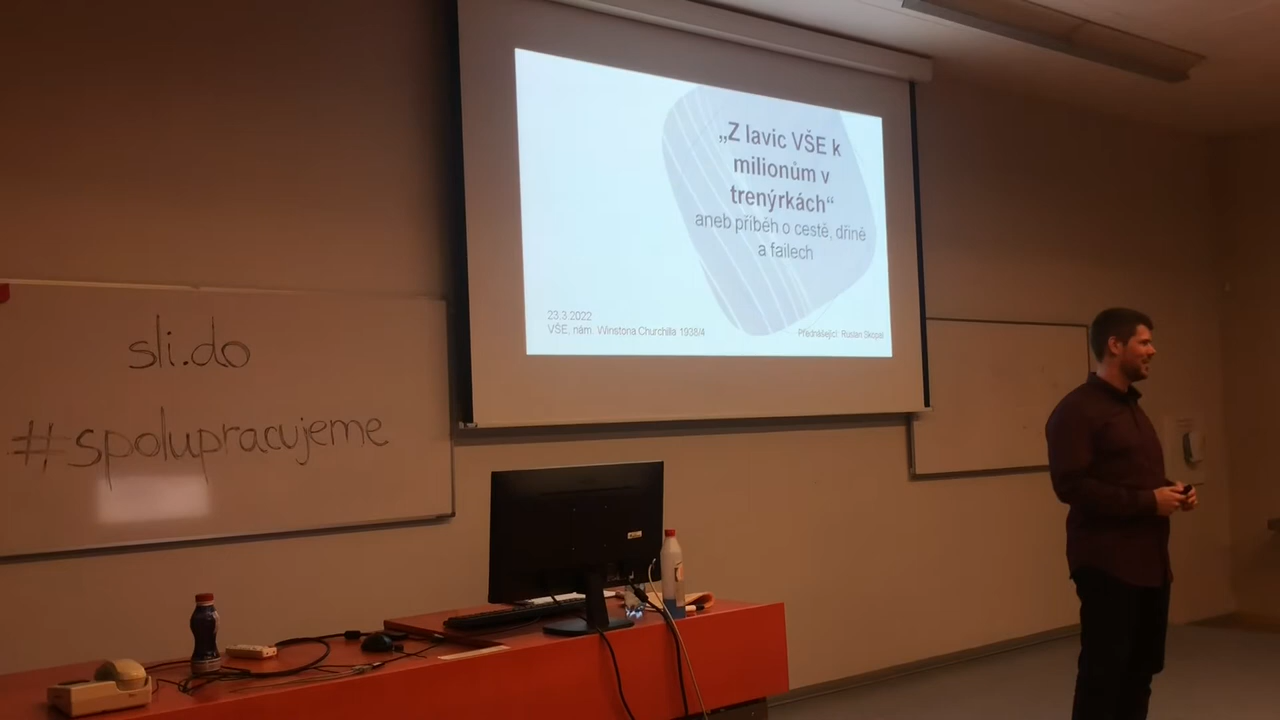 „Z lavic VŠE k
milionům v
trenýrkách“
aneb příběh o cestě, dřině
a failech
23.3.2022
VŠE, nám. Winstona Churchilla 1938/4
Přednášející: Ruslan Skopal
sli.do
#spolupracujeme